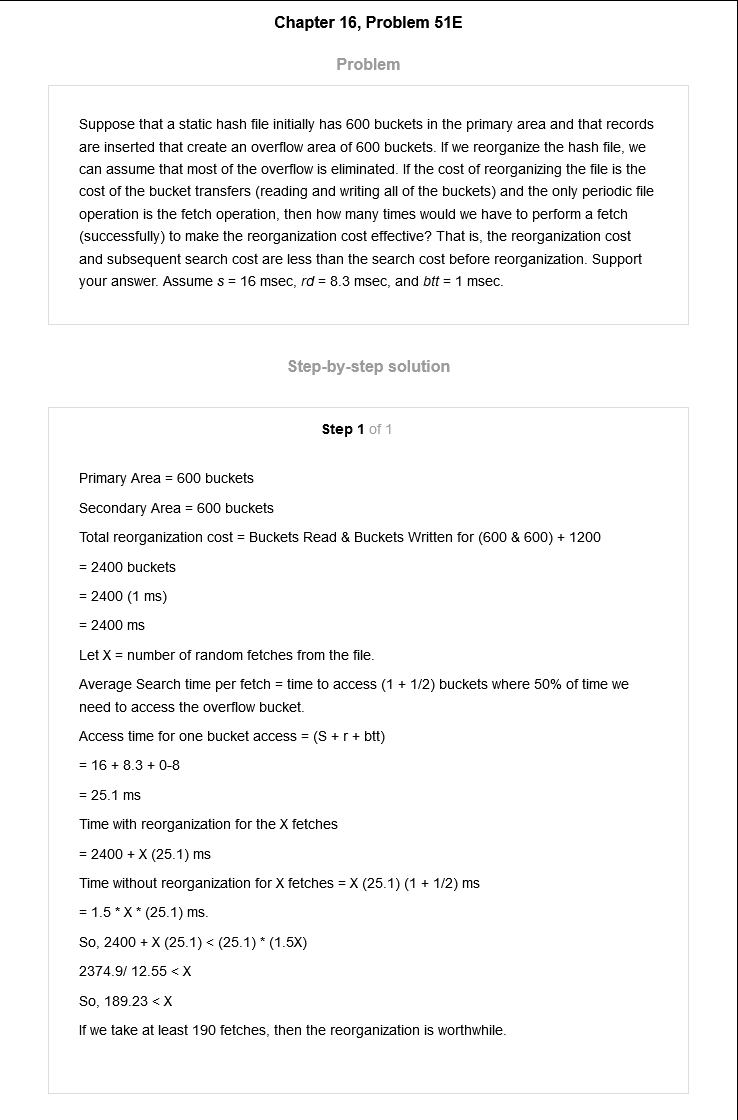 Chapter 16, Problem 51E
Problem
Suppose that a static hash file initially has 600 buckets in the primary area and that records
are inserted that create an overflow area of 600 buckets. If we reorganize the hash file, we
can assume that most of the overflow is eliminated. If the cost of reorganizing the file is the
cost of the bucket transfers (reading and writing all of the buckets) and the only periodic file
operation is the fetch operation, then how many times would we have to perform a fetch
(successfully) to make the reorganization cost effective? That is, the reorganization cost
and subsequent search cost are less than the search cost before reorganization. Support
your answer. Assume s = 16 msec, rd = 8.3 msec, and btt = 1 msec.
Step-by-step solution
Step 1 of 1
Primary Area = 600 buckets
Secondary Area = 600 buckets
Total reorganization cost = Buckets Read & Buckets Written for (600 & 600) + 1200
= 2400 buckets
= 2400 (1 ms)
= 2400 ms
Let X = number of random fetches from the file.
Average Search time per fetch = time to access (1 + 1/2) buckets where 50% of time we
need to access the overflow bucket.
Access time for one bucket access = (S + r + btt)
= 16 + 8.3 + 0-8
= 25.1 ms
Time with reorganization for the X fetches
= 2400 + X (25.1) ms
Time without reorganization for X fetches = X (25.1) (1 + 1/2) ms
= 1.5 * X * (25.1) ms.
So, 2400 + X (25.1) < (25.1) * (1.5X)
2374.9/ 12.55 < X
So, 189.23 < X
If we take at least 190 fetches, then the reorganization is worthwhile.